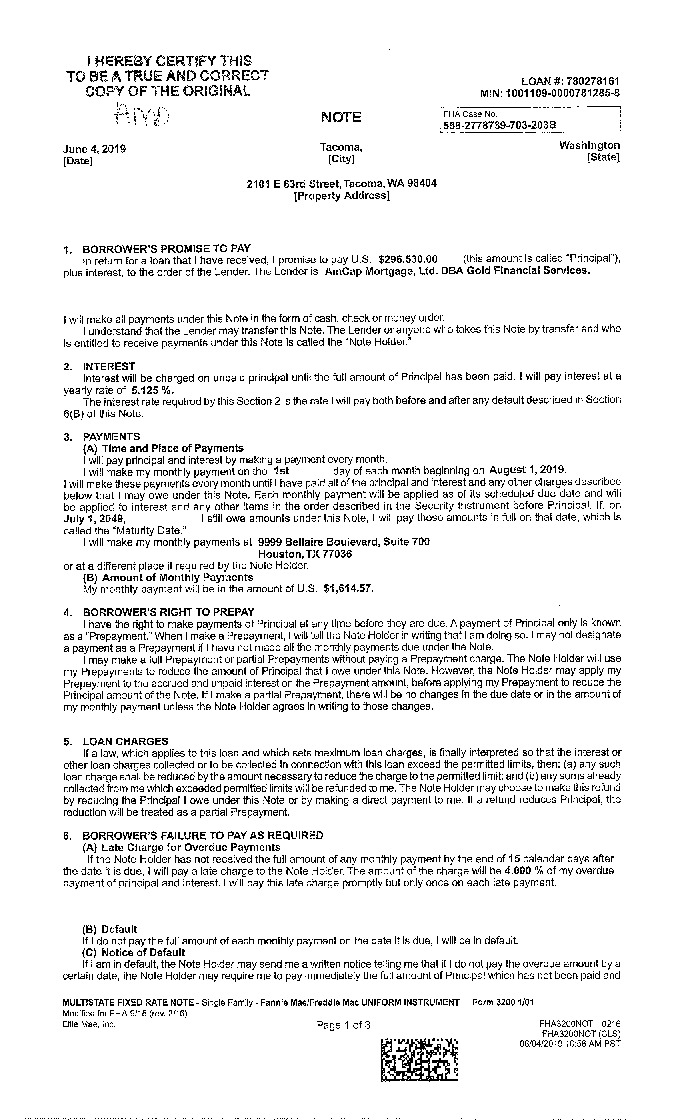 I HEREBY CERTIFY THIS
TO BE A TRUE AND CORRECT
COPY OF THE ORIGINAL
LOAN #: 780278161
MIN: 1001109-0000781285-8
NOTE
FHA Case No.
566-2778739-703-203B
June 4, 2019
[Date]
Tacoma,
[City]
Washington
[State]
2101 E 63rd Street, Tacoma, WA 98404
[Property Address]
1. BORROWER'S PROMISE TO PAY
In return for a loan that I have received, I promise to pay U.S. $296,530.00 (this amount is called "Principal"),
plus interest, to the order of the Lender. The Lender is AmCap Mortgage, Ltd. DBA Gold Financial Services.
I will make all payments under this Note in the form of cash, check or money order.
I understand that the Lender may transfer this Note. The Lender or anyone who takes this Note by transfer and who
is entitled to receive payments under this Note is called the "Note Holder."
2. INTEREST
Interest will be charged on unpaid principal until the full amount of Principal has been paid. I will pay interest at a
yearly rate of 5.125 %.
The interest rate required by this Section 2 is the rate I will pay both before and after any default described in Section
6(B) of this Note.
3. PAYMENTS
(A) Time and Place of Payments
I will pay principal and interest by making a payment every month.
I will make my monthly payment on the 1st day of each month beginning on August 1, 2019.
I will make these payments every month until I have paid all of the principal and interest and any other charges described
below that I may owe under this Note. Each monthly payment will be applied as of its scheduled due date and will
be applied to interest and any other items in the order described in the Security Instrument before Principal. If, on
July 1, 2049, I still owe amounts under this Note, I will pay those amounts in full on that date, which is
called the "Maturity Date."
I will make my monthly payments at 9999 Bellaire Boulevard, Suite 700
Houston, TX 77036
or at a different place if required by the Note Holder.
(B) Amount of Monthly Payments
My monthly payment will be in the amount of U.S. $1,614.57.
4. BORROWER'S RIGHT TO PREPAY
I have the right to make payments of Principal at any time before they are due. A payment of Principal only is known
as a "Prepayment." When I make a Prepayment, I will tell the Note Holder in writing that I am doing so. I may not designate
a payment as a Prepayment if I have not made all the monthly payments due under the Note.
I may make a full Prepayment or partial Prepayments without paying a Prepayment charge. The Note Holder will use
my Prepayments to reduce the amount of Principal that I owe under this Note. However, the Note Holder may apply my
Prepayment to the accrued and unpaid interest on the Prepayment amount, before applying my Prepayment to reduce the
Principal amount of the Note. If I make a partial Prepayment, there will be no changes in the due date or in the amount of
my monthly payment unless the Note Holder agrees in writing to those changes.
5. LOAN CHARGES
If a law, which applies to this loan and which sets maximum loan charges, is finally interpreted so that the interest or
other loan charges collected or to be collected in connection with this loan exceed the permitted limits, then: (a) any such
loan charge shall be reduced by the amount necessary to reduce the charge to the permitted limit; and (b) any sums already
collected from me which exceeded permitted limits will be refunded to me. The Note Holder may choose to make this refund
by reducing the Principal I owe under this Note or by making a direct payment to me. If a refund reduces Principal, the
reduction will be treated as a partial Prepayment.
6. BORROWER'S FAILURE TO PAY AS REQUIRED
(A) Late Charge for Overdue Payments
If the Note Holder has not received the full amount of any monthly payment by the end of 15 calendar days after
the date it is due, I will pay a late charge to the Note Holder. The amount of the charge will be 4.000 % of my overdue
payment of principal and interest. I will pay this late charge promptly but only once on each late payment.
(B) Default
If I do not pay the full amount of each monthly payment on the date it is due, I will be in default.
(C) Notice of Default
If I am in default, the Note Holder may send me a written notice telling me that if I do not pay the overdue amount by a
certain date, the Note Holder may require me to pay immediately the full amount of Principal which has not been paid and
MULTISTATE FIXED RATE NOTE - Single Family - Fannie Mae/Freddie Mac UNIFORM INSTRUMENT Form 3200 1/01
Modified for FHA 9/15 (rev. 2/16)
Ellie Mae, Inc.
Page 1 of 3
FHA3200NOT 0216
FHA3200NOT (CLS)
06/04/2019 10:56 AM PST